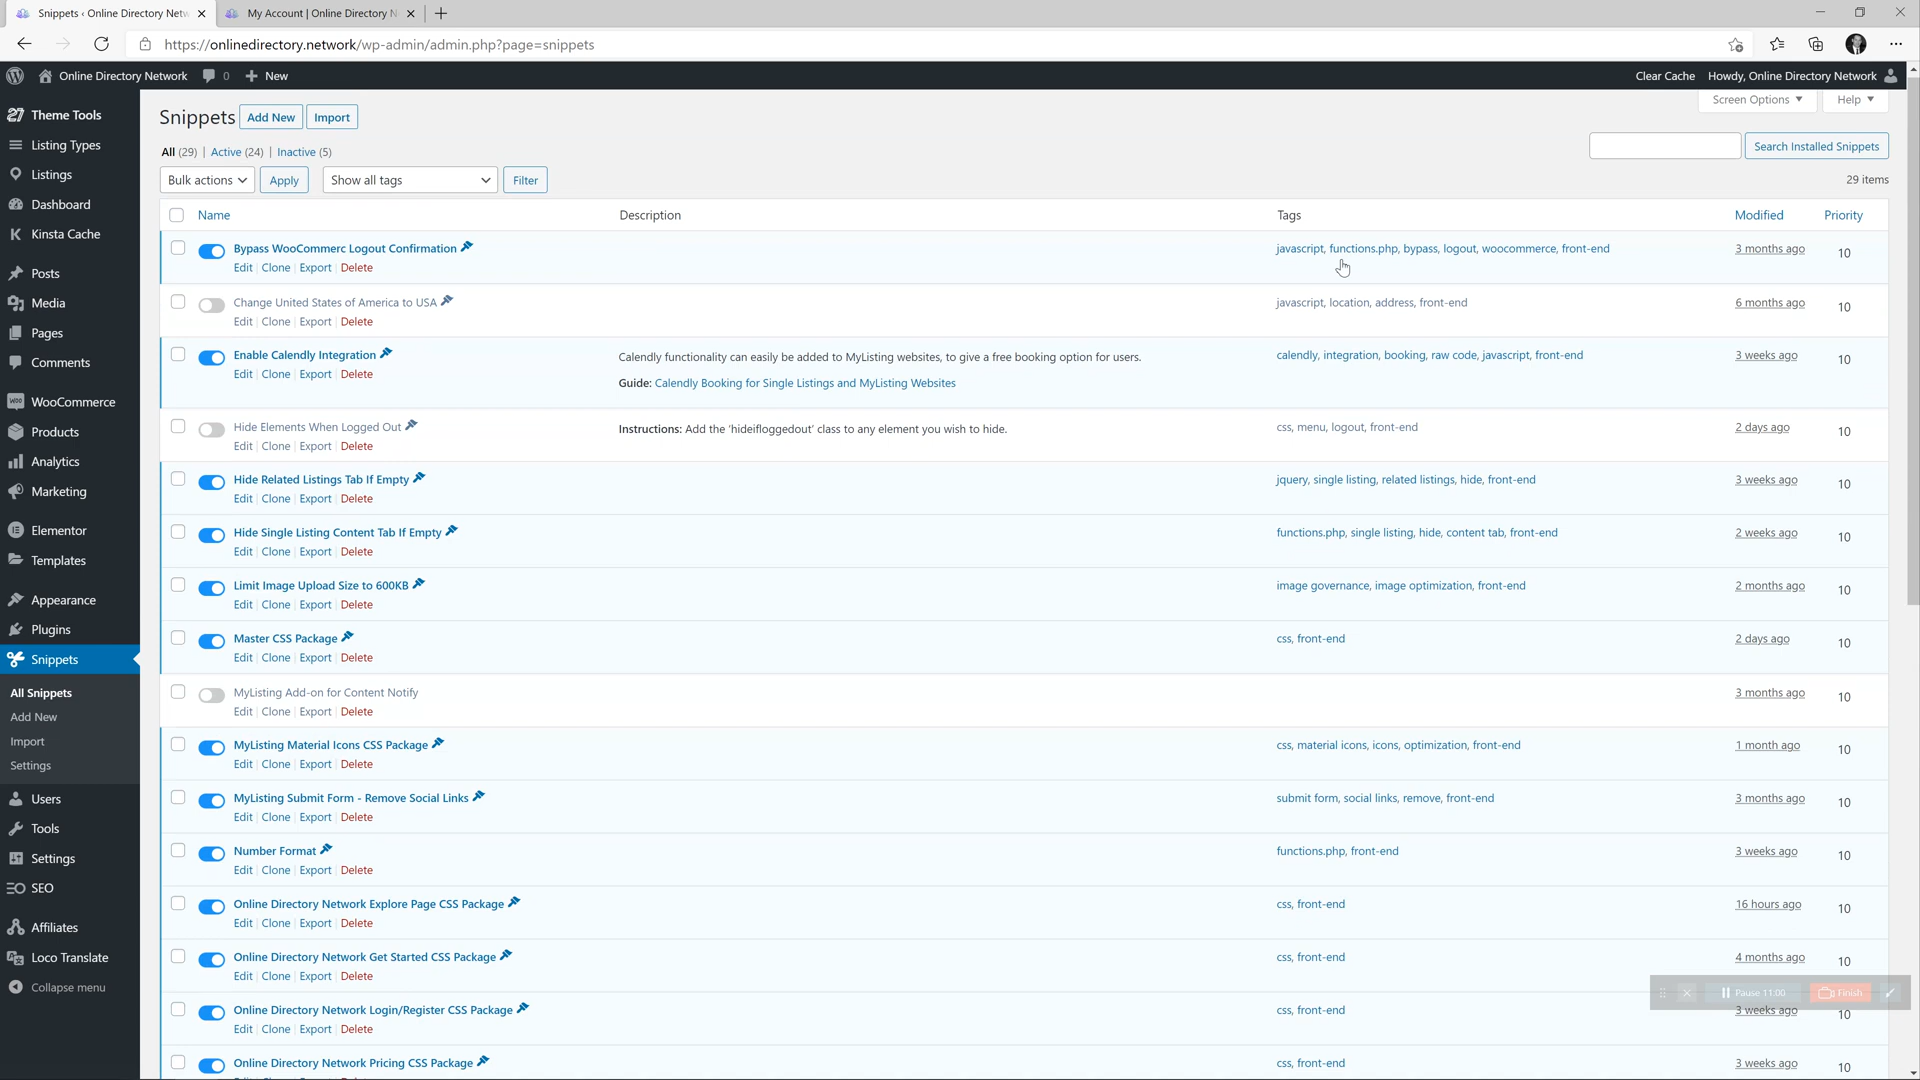 Snippets ‹ Online Directory Netw
My Account | Online Directory N
https://onlinedirectory.network/wp-admin/admin.php?page=snippets
Online Directory Network 0 New
Clear Cache Howdy, Online Directory Network
27 Theme Tools
Listing Types
Listings
Dashboard
K Kinsta Cache
Posts
Media
Pages
Comments
WOO WooCommerce
Products
Analytics
Marketing
Elementor
Templates
Appearance
Plugins
Snippets
All Snippets
Add New
Import
Settings
Users
Tools
Settings
SEO
Affiliates
Loco Translate
Collapse menu
Screen Options Help
Snippets Add New Import
All (29) | Active (24) | Inactive (5)
Search Installed Snippets
Bulk actions Apply Show all tags Filter 29 items
Name Description Tags Modified Priority
Bypass WooCommerc Logout Confirmation javascript, functions.php, bypass, logout, woocommerce, front-end 3 months ago 10
Edit | Clone | Export | Delete
Change United States of America to USA javascript, location, address, front-end 6 months ago 10
Edit | Clone | Export | Delete
Enable Calendly Integration Calendly functionality can easily be added to MyListing websites, to give a free booking option for users. calendly, integration, booking, raw code, javascript, front-end 3 weeks ago 10
Edit | Clone | Export | Delete Guide: Calendly Booking for Single Listings and MyListing Websites
Hide Elements When Logged Out Instructions: Add the 'hideifloggedout' class to any element you wish to hide. css, menu, logout, front-end 2 days ago 10
Edit | Clone | Export | Delete
Hide Related Listings Tab If Empty jquery, single listing, related listings, hide, front-end 3 weeks ago 10
Edit | Clone | Export | Delete
Hide Single Listing Content Tab If Empty functions.php, single listing, hide, content tab, front-end 2 weeks ago 10
Edit | Clone | Export | Delete
Limit Image Upload Size to 600KB image governance, image optimization, front-end 2 months ago 10
Edit | Clone | Export | Delete
Master CSS Package css, front-end 2 days ago 10
Edit | Clone | Export | Delete
MyListing Add-on for Content Notify 3 months ago 10
Edit | Clone | Export | Delete
MyListing Material Icons CSS Package css, material icons, icons, optimization, front-end 1 month ago 10
Edit | Clone | Export | Delete
MyListing Submit Form - Remove Social Links submit form, social links, remove, front-end 3 months ago 10
Edit | Clone | Export | Delete
Number Format functions.php, front-end 3 weeks ago 10
Edit | Clone | Export | Delete
Online Directory Network Explore Page CSS Package css, front-end 16 hours ago 10
Edit | Clone | Export | Delete
Online Directory Network Get Started CSS Package css, front-end 4 months ago 10
Edit | Clone | Export | Delete
Pause 11:00 Finish
Online Directory Network Login/Register CSS Package css, front-end 3 weeks ago 10
Edit | Clone | Export | Delete
Online Directory Network Pricing CSS Package css, front-end 3 weeks ago 10